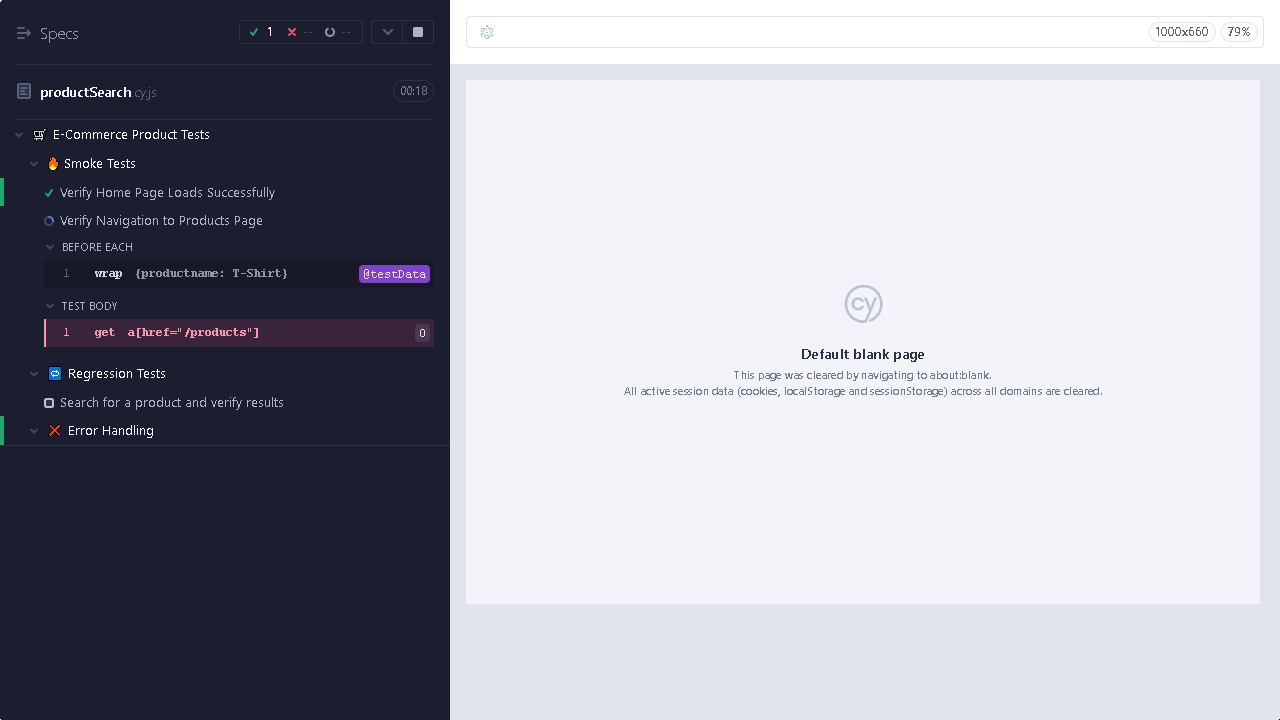 Specs
1 -- --
productSearch.cy.js
00:18
E-Commerce Product Tests
Smoke Tests
Verify Home Page Loads Successfully
Verify Navigation to Products Page
BEFORE EACH
1 wrap {productname: T-Shirt} @testData
TEST BODY
1 get a[href="/products"] 0
Regression Tests
Search for a product and verify results
Error Handling
1000x660 79%
cy
Default blank page
This page was cleared by navigating to about:blank.
All active session data (cookies, localStorage and sessionStorage) across all domains are cleared.